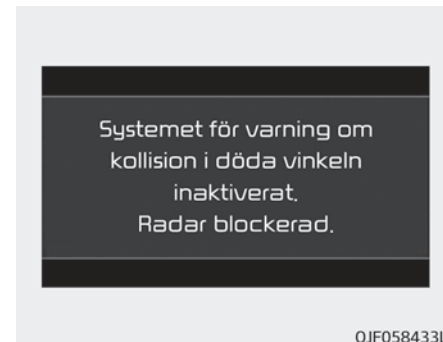 Systemet för varning om
kollision i döda vinkeln
inaktiverat.
Radar blockerad.
OJF058433L